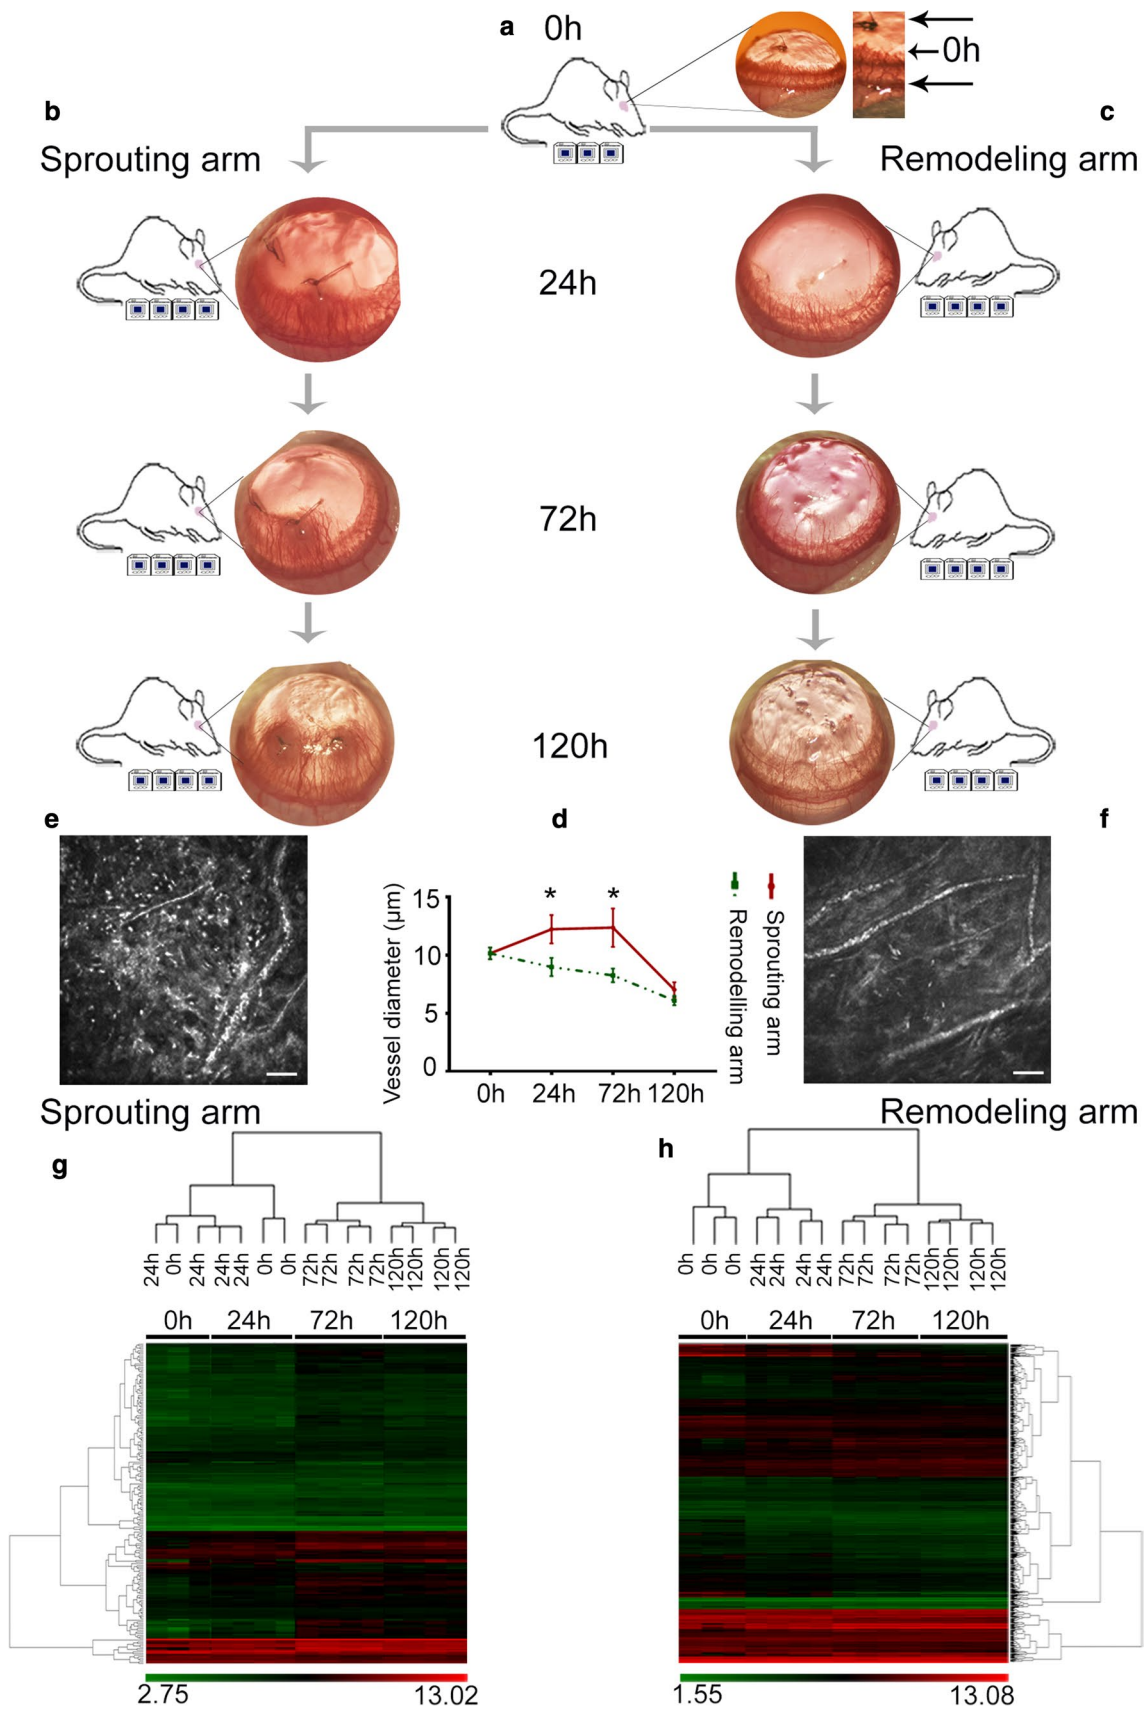 a
0h
0h
b
c
Sprouting arm
Remodeling arm
24h
72h
120h
e
d
f
15
10
5
0
Vessel diameter (μm)
*
*
0h 24h 72h 120h
Remodelling arm
Sprouting arm
Sprouting arm
Remodeling arm
g
h
24h 0h 24h 24h 24h 0h 0h 72h 72h 72h 72h 120h 120h 120h 120h
0h 0h 0h 24h 24h 24h 24h 72h 72h 72h 72h 120h 120h 120h 120h
0h 24h 72h 120h
0h 24h 72h 120h
2.75 13.02
1.55 13.08